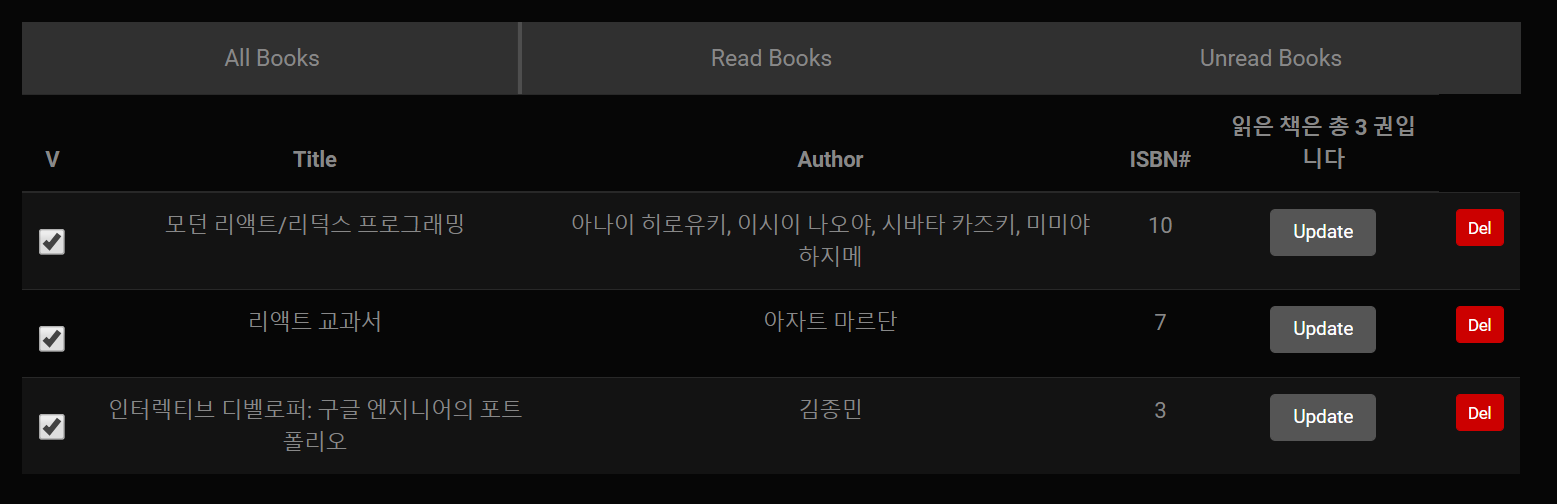 All Books Read Books Unread Books
읽은 책은 총 3 권입
V Title Author ISBN# 니다
모던 리액트/리덕스 프로그래밍 아나이 히로유키, 이시이 나오야, 시바타 카즈키, 미미야 10 Update Del
하지메
리액트 교과서 아자트 마르단 7 Update Del
인터렉티브 디벨로퍼: 구글 엔지니어의 포트 김종민 3 Update Del
폴리오